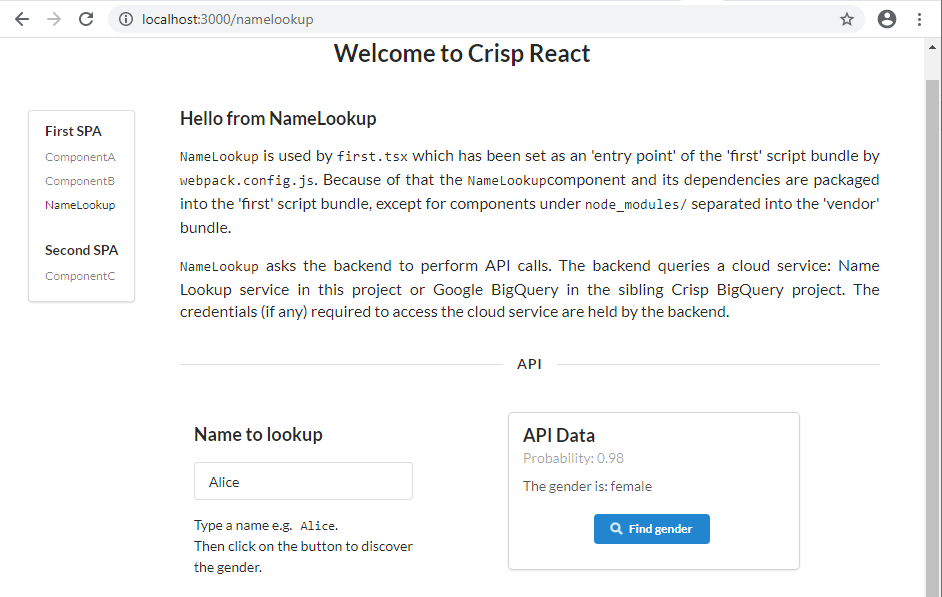 localhost:3000/namelookup
Welcome to Crisp React
First SPA
ComponentA
ComponentB
NameLookup
Second SPA
ComponentC
Hello from NameLookup
NameLookup is used by first.tsx which has been set as an 'entry point' of the 'first' script bundle by
webpack.config.js. Because of that the NameLookupcomponent and its dependencies are packaged
into the 'first' script bundle, except for components under node_modules/ separated into the 'vendor'
bundle.
NameLookup asks the backend to perform API calls. The backend queries a cloud service: Name
Lookup service in this project or Google BigQuery in the sibling Crisp BigQuery project. The
credentials (if any) required to access the cloud service are held by the backend.
API
Name to lookup
Alice
Type a name e.g. Alice.
Then click on the button to discover
the gender.
API Data
Probability: 0.98
The gender is: female
Find gender